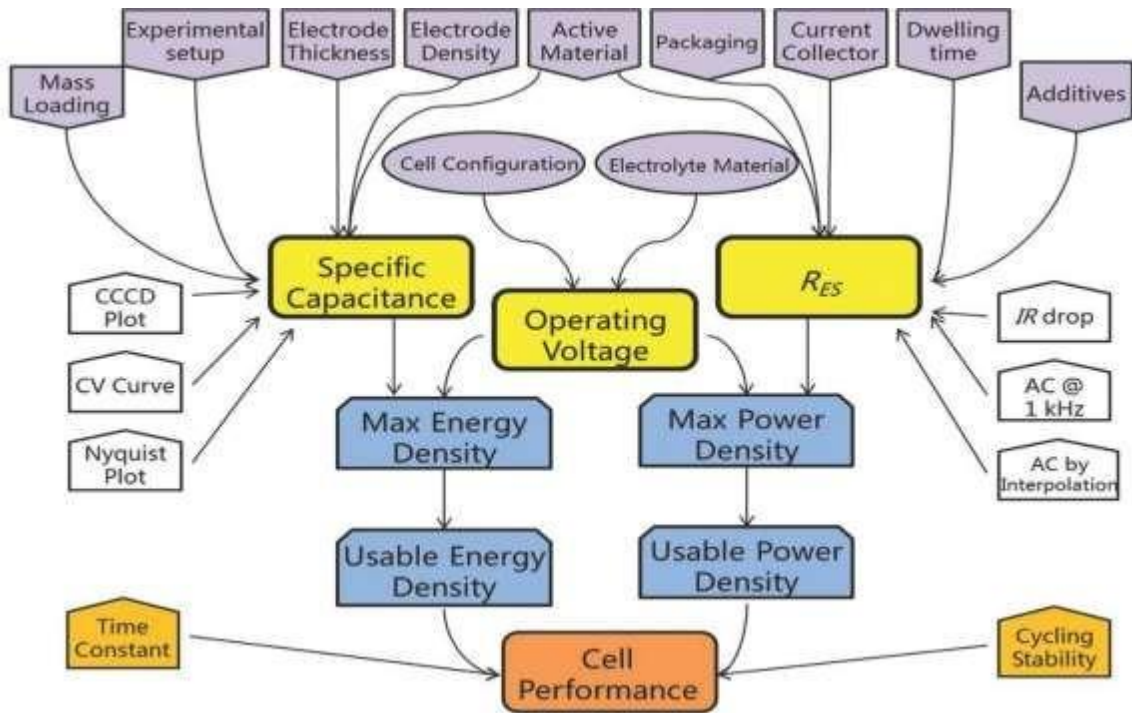 Mass
Loading
Experimental
setup
Electrode
Thickness
Electrode
Density
Active
Material
Packaging
Current
Collector
Dwelling
time
Additives
Cell Configuration
Electrolyte Material
Specific
Capacitance
Operating
Voltage
R_ES
CCCD
Plot
CV Curve
Nyquist
Plot
IR drop
AC @
1 kHz
AC by
Interpolation
Max Energy
Density
Max Power
Density
Usable Energy
Density
Usable Power
Density
Time
Constant
Cell
Performance
Cycling
Stability